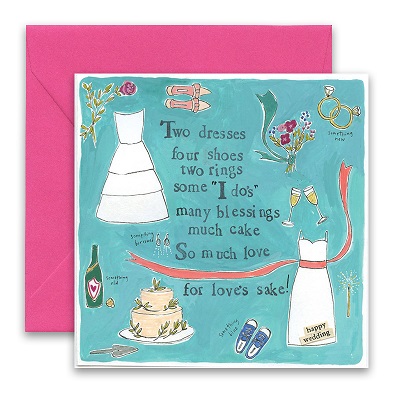 Two dresses
four shoes
two rings
some "I do's"
many blessings
much cake
So much love
for love's sake!
something
new
something
borrowed
something
old
something
blue
happy
wedding